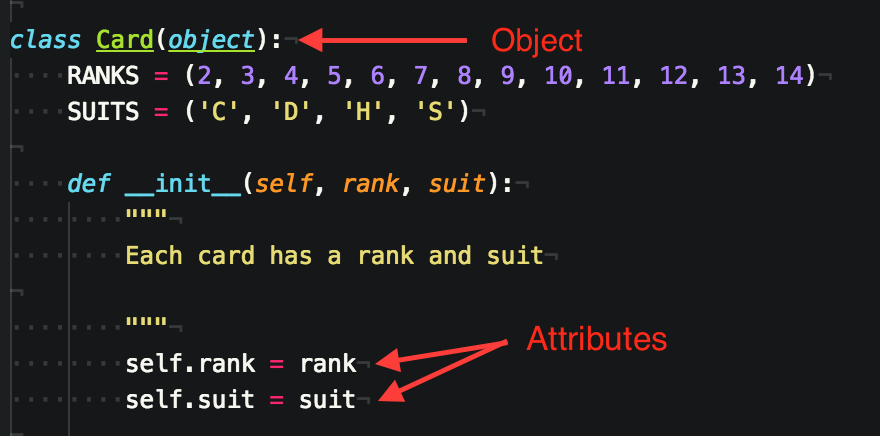 class Card(object):
Object
    RANKS = (2, 3, 4, 5, 6, 7, 8, 9, 10, 11, 12, 13, 14)
    SUITS = ('C', 'D', 'H', 'S')
    def __init__(self, rank, suit):
        """
        Each card has a rank and suit
        """
Attributes
        self.rank = rank
        self.suit = suit